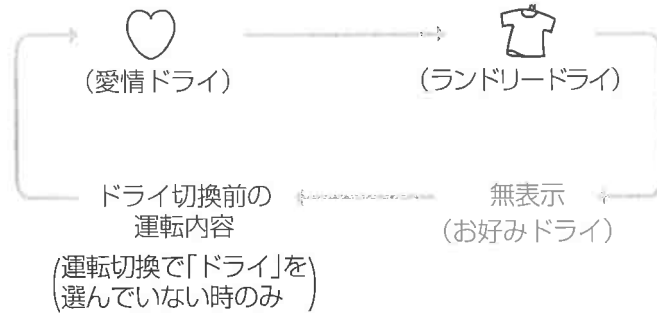 (愛情ドライ)
(ランドリードライ)
ドライ切換前の
運転内容
(運転切換で「ドライ」を
選んでいない時のみ)
無表示
(お好みドライ)